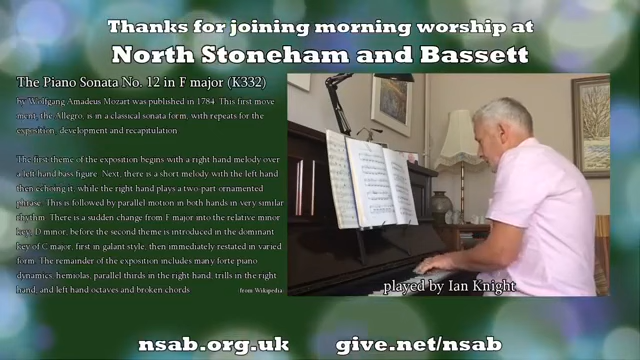 Thanks for joining morning worship at
North Stoneham and Bassett
The Piano Sonata No. 12 in F major (K332)
by Wolfgang Amadeus Mozart was published in 1784. This first move
ment, the Allegro, is in a classical sonata form, with repeats for the
exposition, development and recapitulation
The first theme of the exposition begins with a right hand melody over
a left hand bass figure. Next, there is a short melody with the left hand
then echoing it, while the right hand plays a two-part ornamented
phrase. This is followed by parallel motion in both hands in very similar
rhythm. There is a sudden change from F major into the relative minor
key, D minor, before the second theme is introduced in the dominant
key of C major, first in galant style, then immediately restated in varied
form. The remainder of the exposition includes many forte piano
dynamics, hemiolas, parallel thirds in the right hand, trills in the right
hand, and left hand octaves and broken chords
from Wikipedia
played by Ian Knight
nsab.org.uk
give.net/nsab